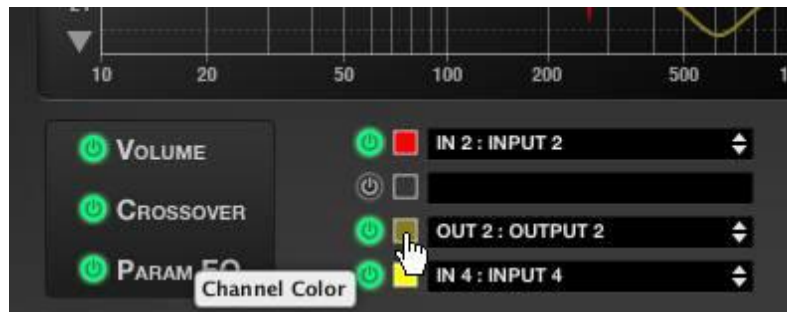 10 20 50 100 200 500
VOLUME
IN 2 : INPUT 2
CROSSOVER
OUT 2 : OUTPUT 2
PARAM
IN 4 : INPUT 4
Channel Color